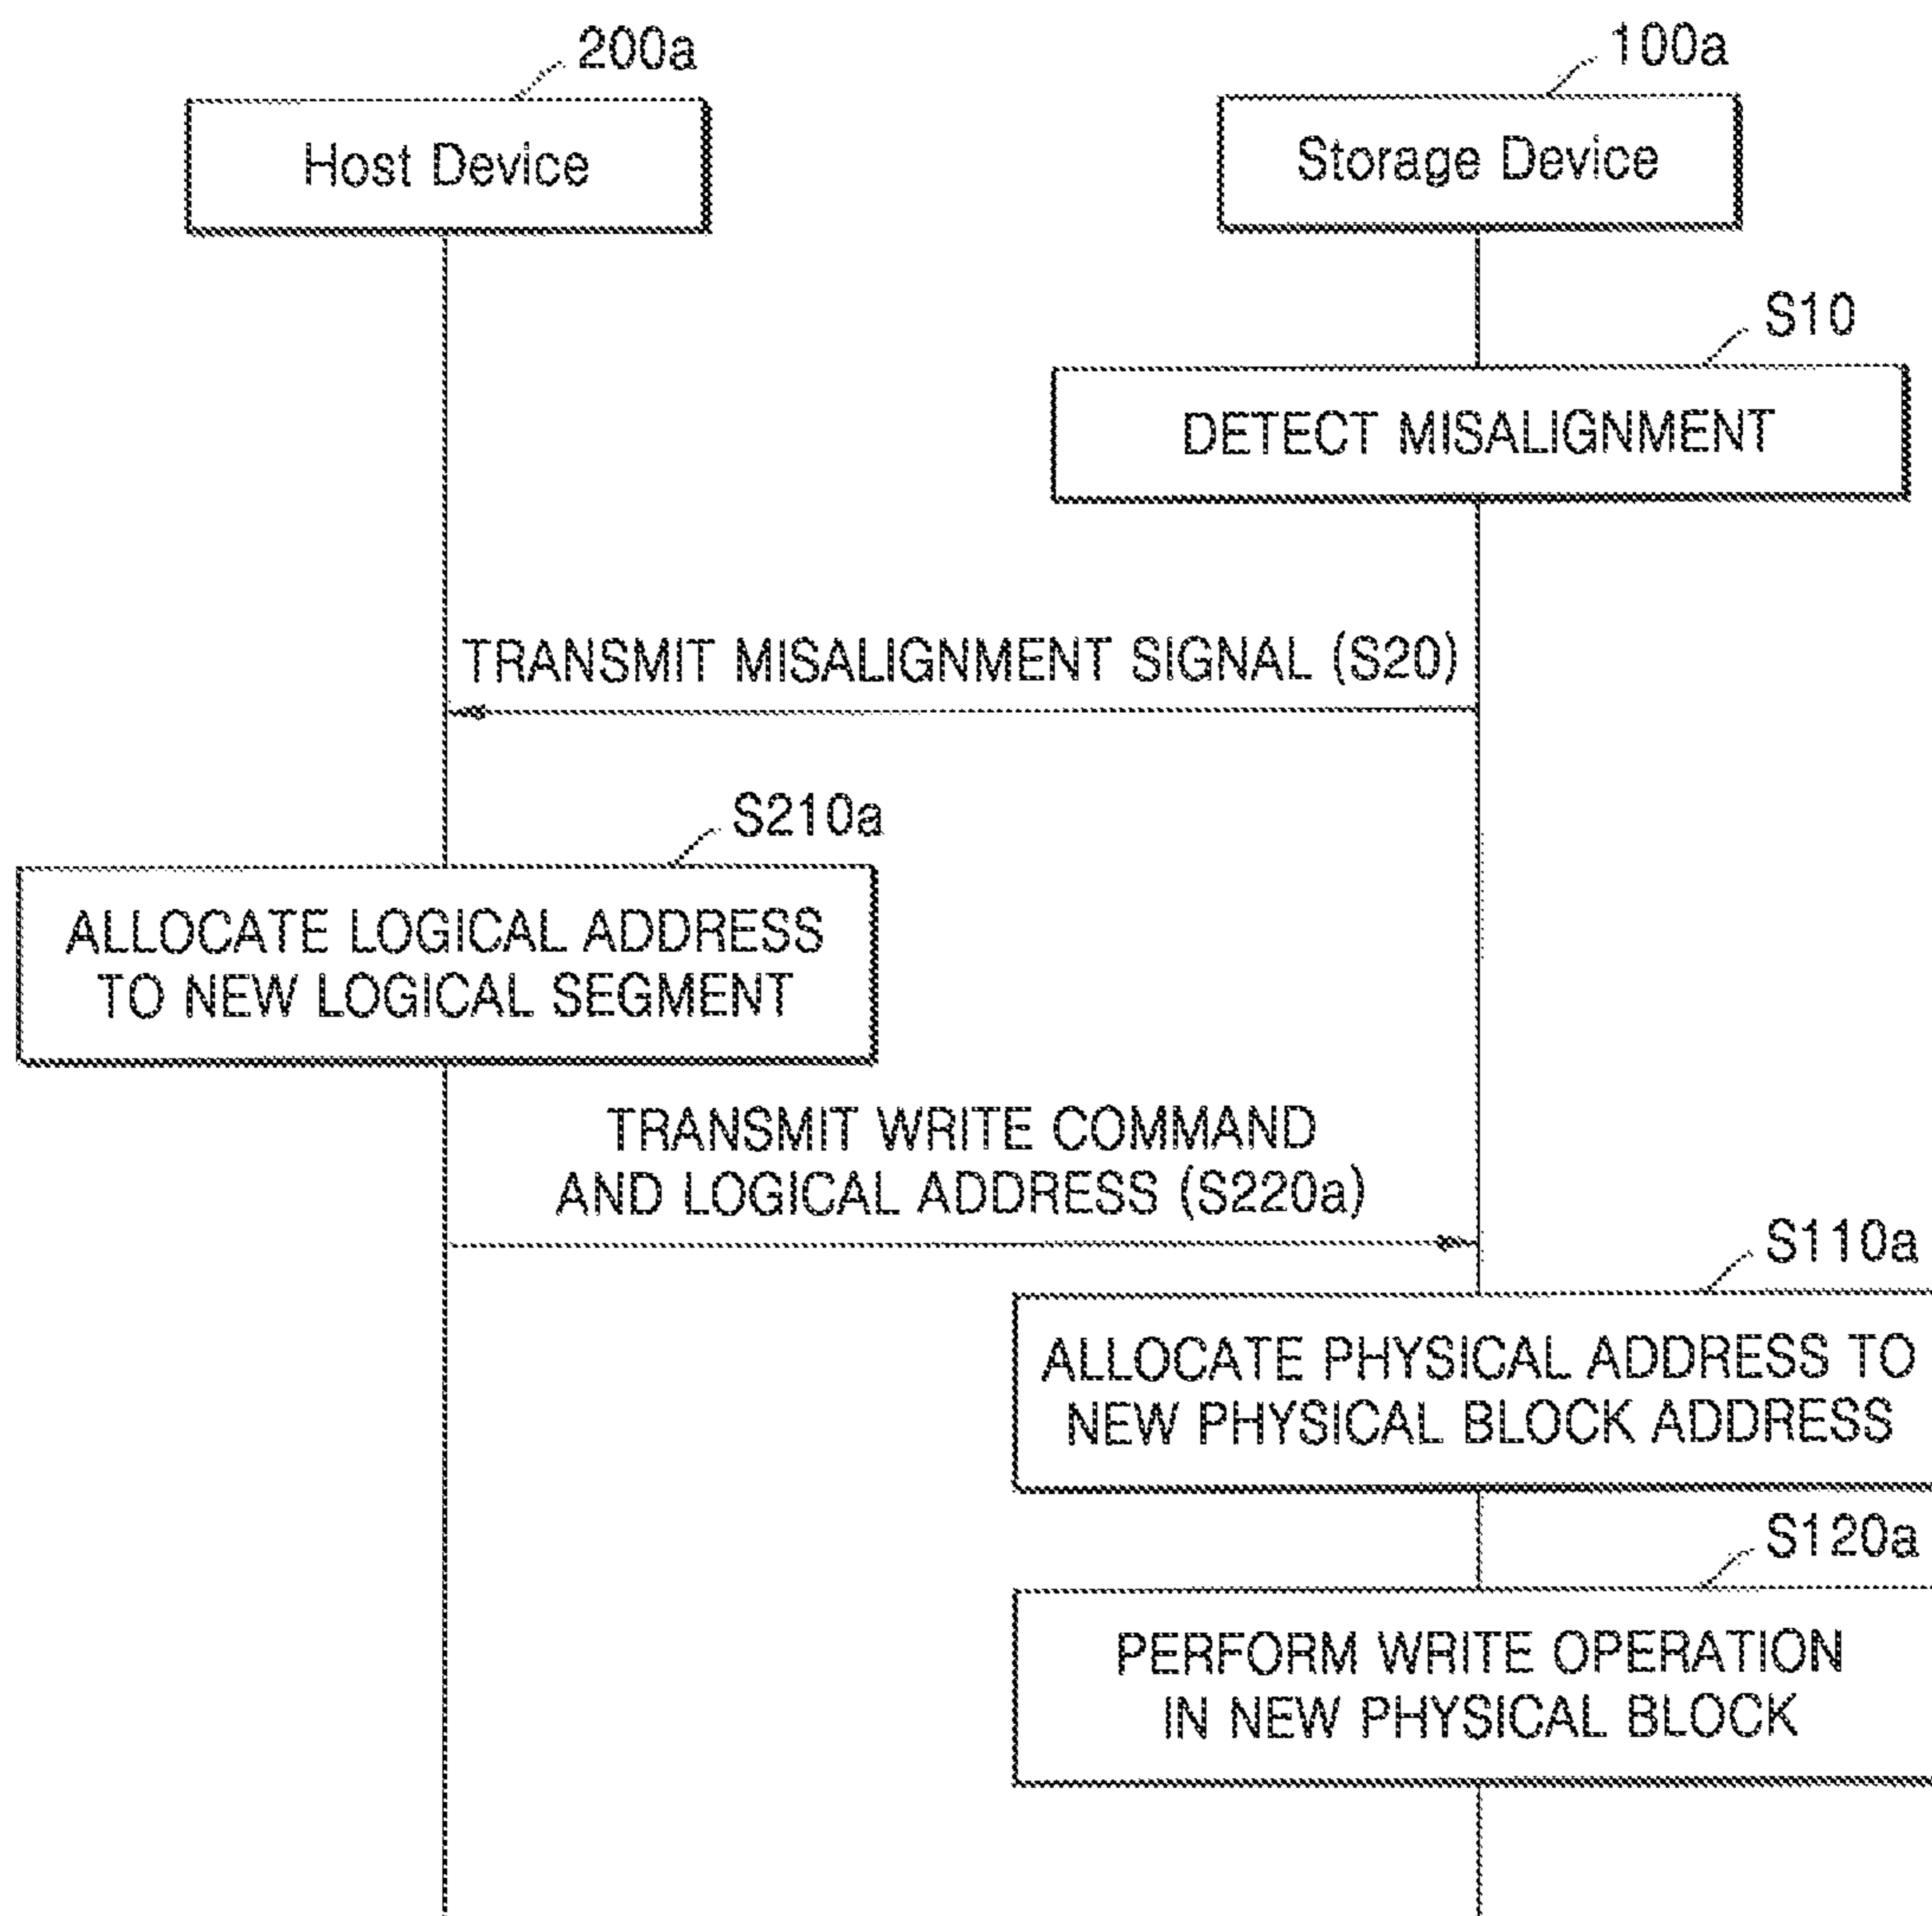 200a
100a
Host Device
Storage Device
S10
DETECT MISALIGNMENT
TRANSMIT MISALIGNMENT SIGNAL (S20)
S210a
ALLOCATE LOGICAL ADDRESS
TO NEW LOGICAL SEGMENT
TRANSMIT WRITE COMMAND
AND LOGICAL ADDRESS (S220a)
S110a
ALLOCATE PHYSICAL ADDRESS TO
NEW PHYSICAL BLOCK ADDRESS
S120a
PERFORM WRITE OPERATION
IN NEW PHYSICAL BLOCK